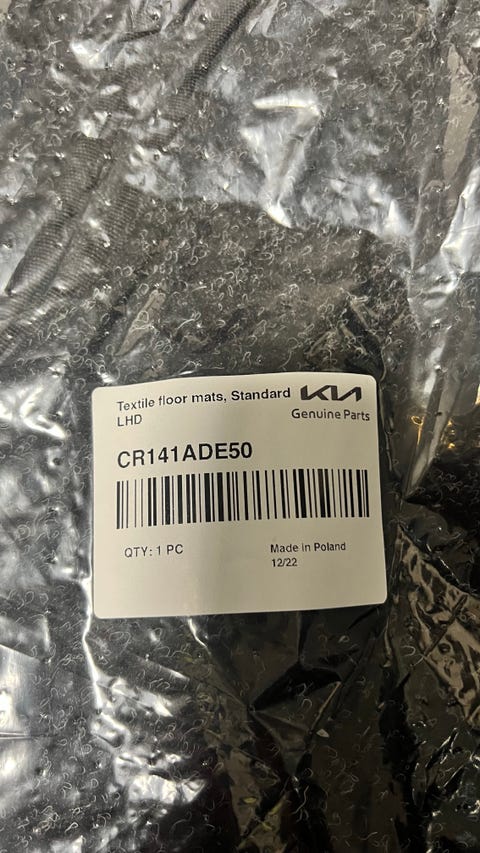 Textile floor mats, Standard KIA
LHD Genuine Parts
CR141ADE50
QTY: 1 PC Made in Poland
12/22